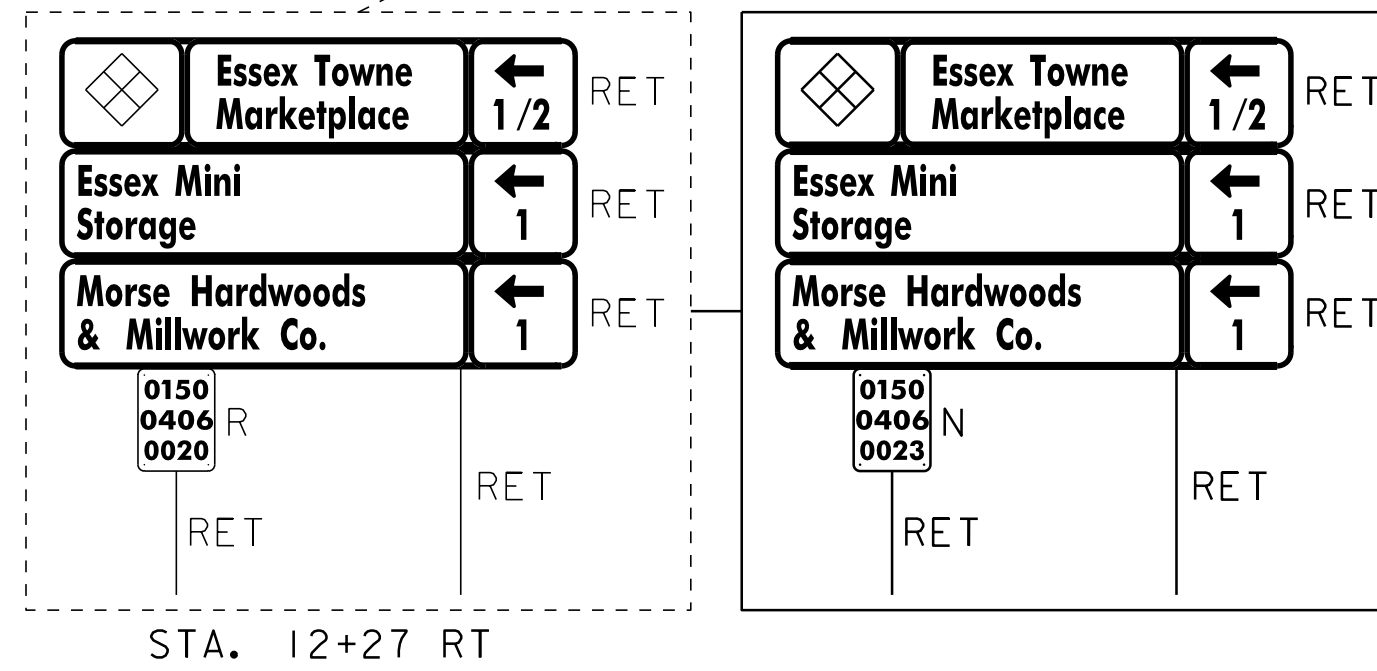 Essex Towne
Marketplace
1/2
RET
Essex Mini
Storage
1
RET
Morse Hardwoods
& Millwork Co.
1
RET
0150
0406
0020
R
RET
RET
STA. 12+27 RT
Essex Towne
Marketplace
1/2
RET
Essex Mini
Storage
1
RET
Morse Hardwoods
& Millwork Co.
1
RET
0150
0406
0023
N
RET
RET